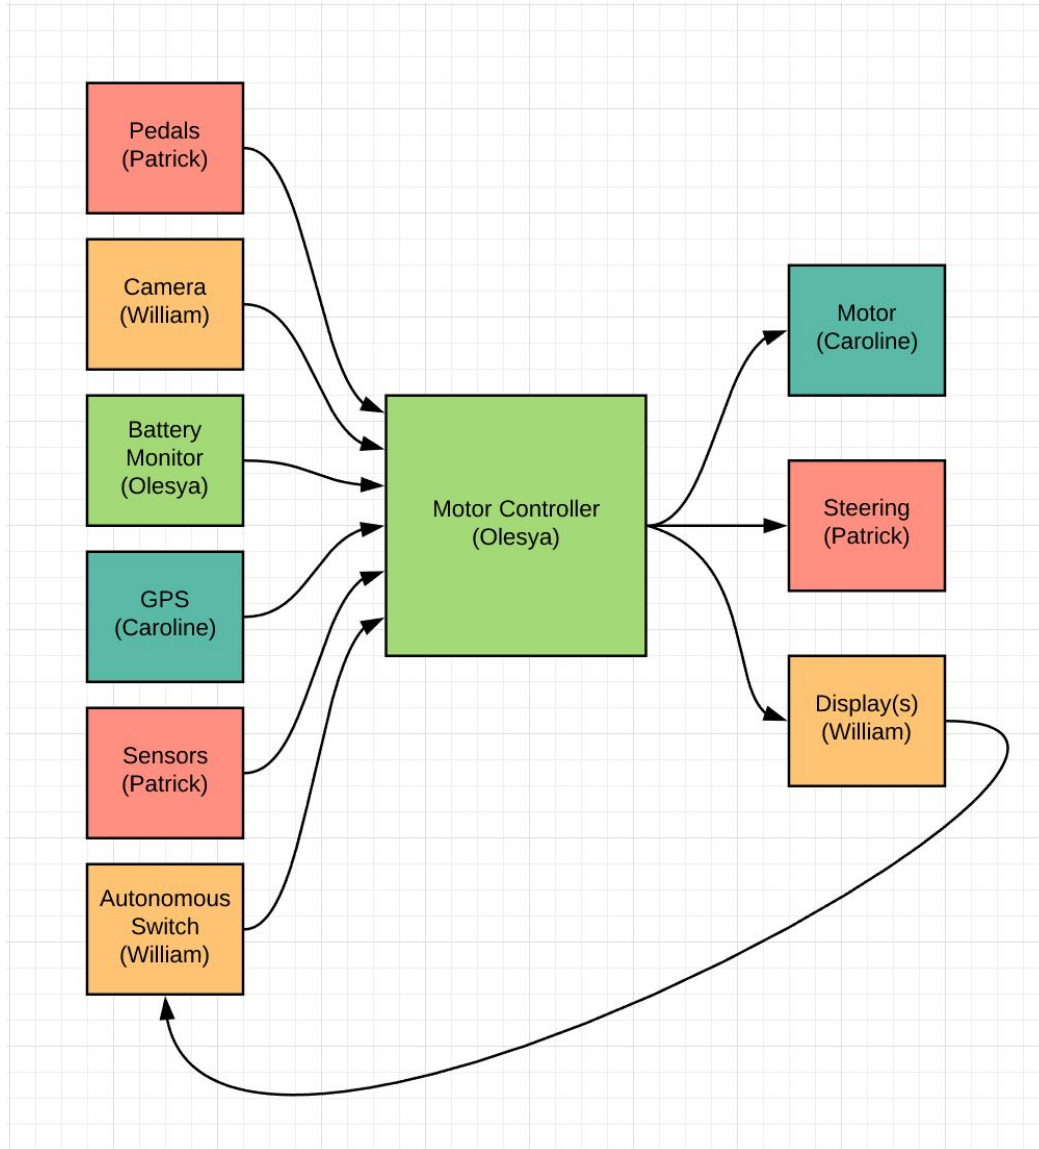 Pedals
(Patrick)
Camera
(William)
Battery
Monitor
(Olesya)
GPS
(Caroline)
Sensors
(Patrick)
Autonomous
Switch
(William)
Motor Controller
(Olesya)
Motor
(Caroline)
Steering
(Patrick)
Display(s)
(William)